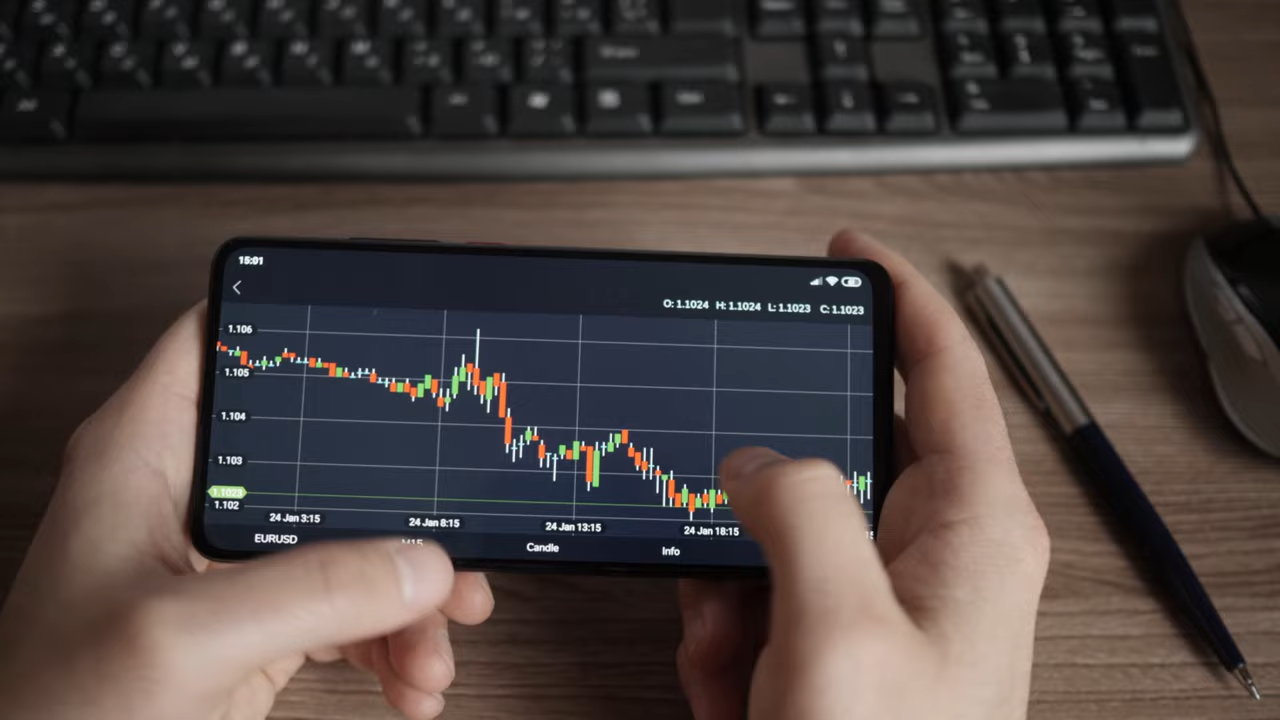 15:01
O: 1.1024 H: 1.1024 L: 1.1023 C: 1.1023
1.106
1.105
1.104
1.103
1.1023
1.102
24 Jan 3:15 24 Jan 8:15 24 Jan 13:15 24 Jan 18:15
EURUSD Candle Info